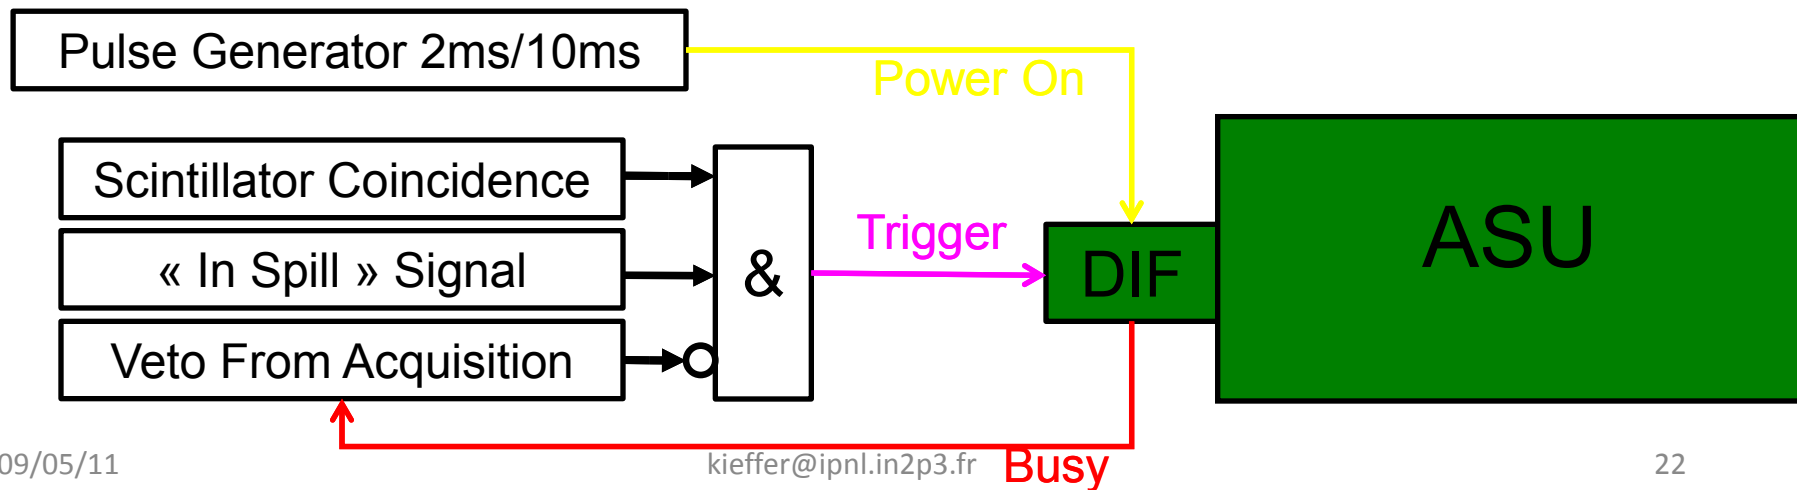 Pulse Generator 2ms/10ms
Power On
Scintillator Coincidence
« In Spill » Signal
Veto From Acquisition
&
Trigger
DIF
ASU
Busy
09/05/11
kieffer@ipnl.in2p3.fr
22